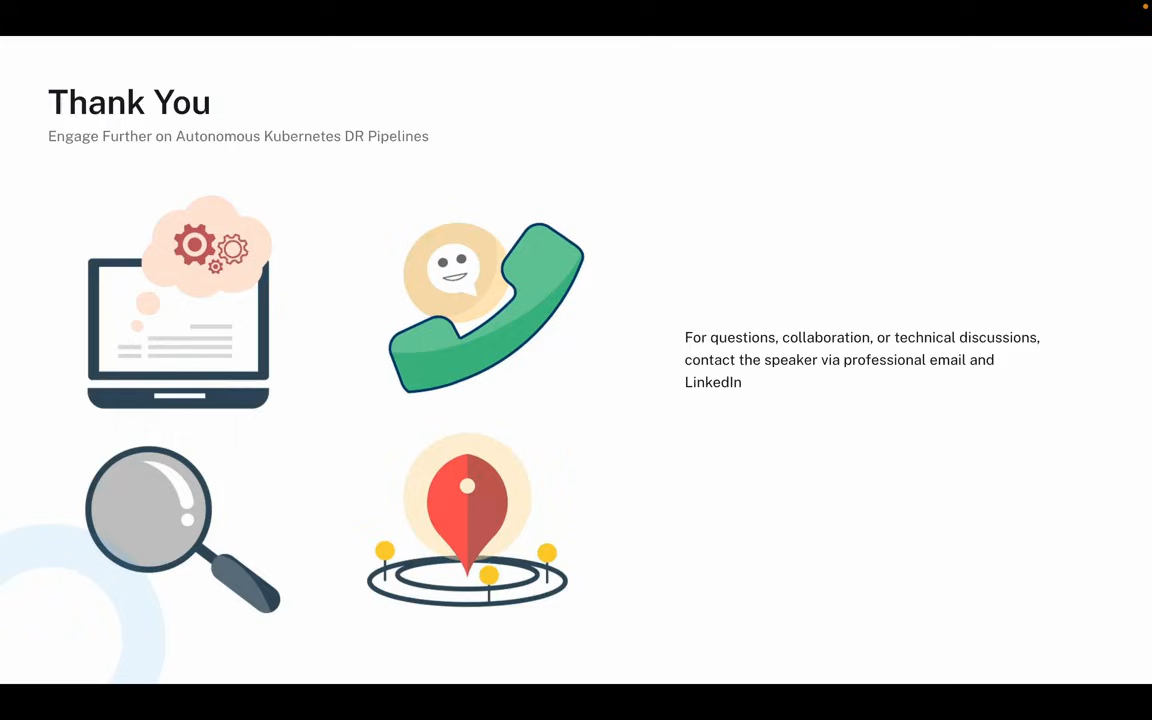 Thank You
Engage Further on Autonomous Kubernetes DR Pipelines
For questions, collaboration, or technical discussions,
contact the speaker via professional email and
LinkedIn